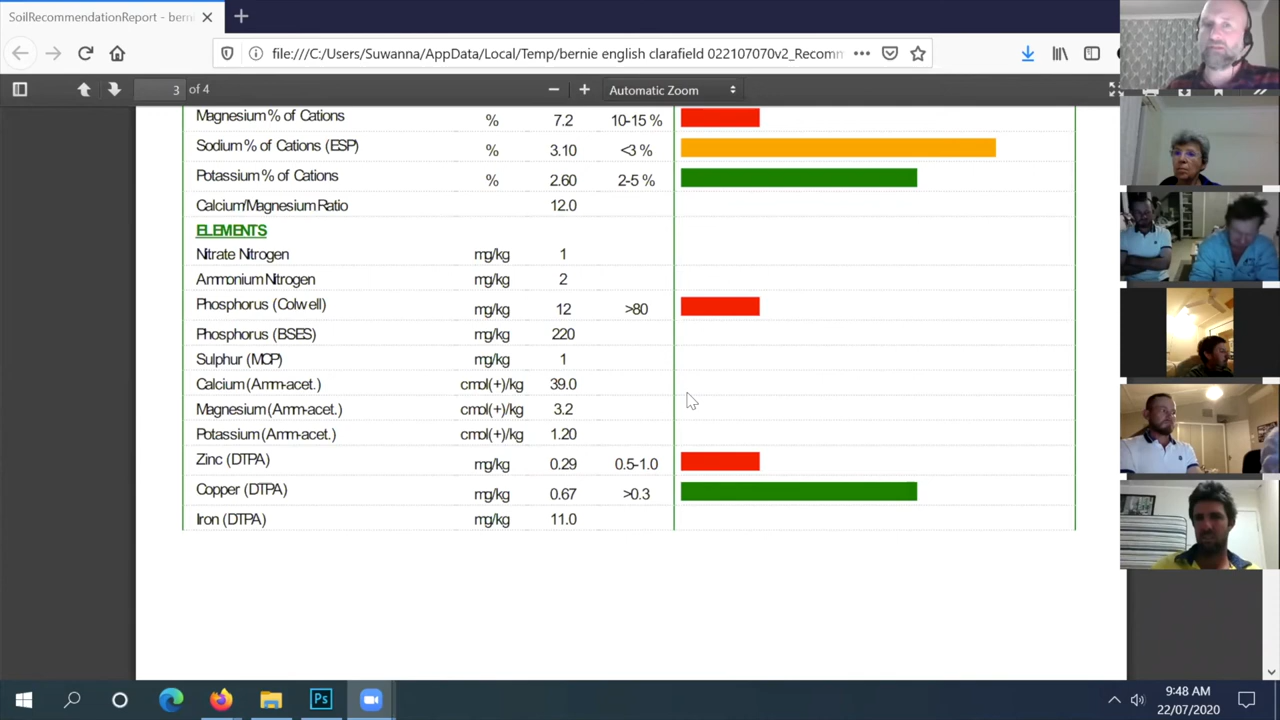 SoilRecommendationReport - berni
file:///C:/Users/Suwanna/AppData/Local/Temp/bernie english clarafield 022107070v2_Recomm
3 of 4
Automatic Zoom
Magnesium % of Cations % 7.2 10-15 %
Sodium % of Cations (ESP) % 3.10 <3 %
Potassium % of Cations % 2.60 2-5 %
Calcium/Magnesium Ratio 12.0
ELEMENTS
Nitrate Nitrogen mg/kg 1
Ammonium Nitrogen mg/kg 2
Phosphorus (Colwell) mg/kg 12 >80
Phosphorus (BSES) mg/kg 220
Sulphur (MCP) mg/kg 1
Calcium (Amm-acet.) cmol(+)/kg 39.0
Magnesium (Amm-acet.) cmol(+)/kg 3.2
Potassium (Amm-acet.) cmol(+)/kg 1.20
Zinc (DTPA) mg/kg 0.29 0.5-1.0
Copper (DTPA) mg/kg 0.67 >0.3
Iron (DTPA) mg/kg 11.0
Ps
9:48 AM
22/07/2020